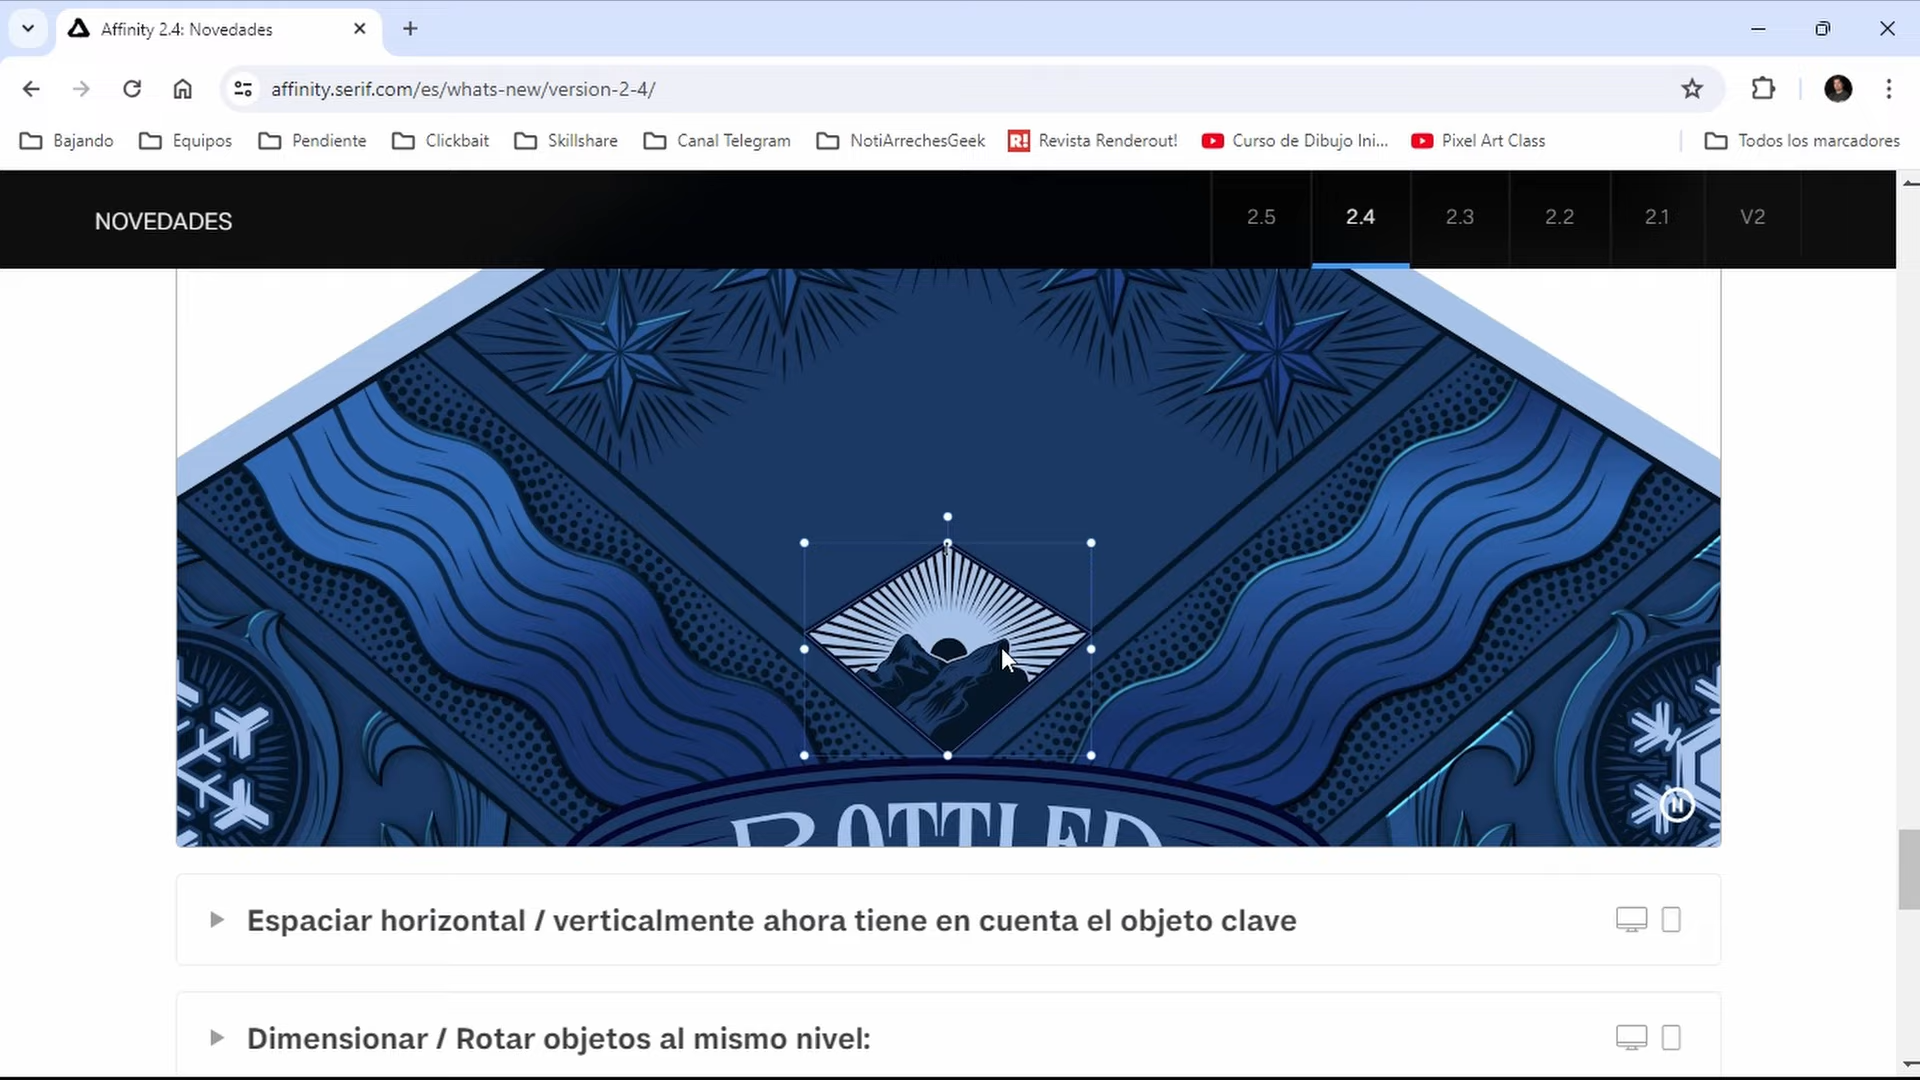 Affinity 2.4: Novedades
affinity.serif.com/es/whats-new/version-2-4/
Bajando Equipos Pendiente Clickbait Skillshare Canal Telegram NotiArrechesGeek R! Revista Renderout! Curso de Dibujo Ini... Pixel Art Class Todos los marcadores
NOVEDADES 2.5 2.4 2.3 2.2 2.1 V2
BOTTLED
Espaciar horizontal / verticalmente ahora tiene en cuenta el objeto clave
Dimensionar / Rotar objetos al mismo nivel: